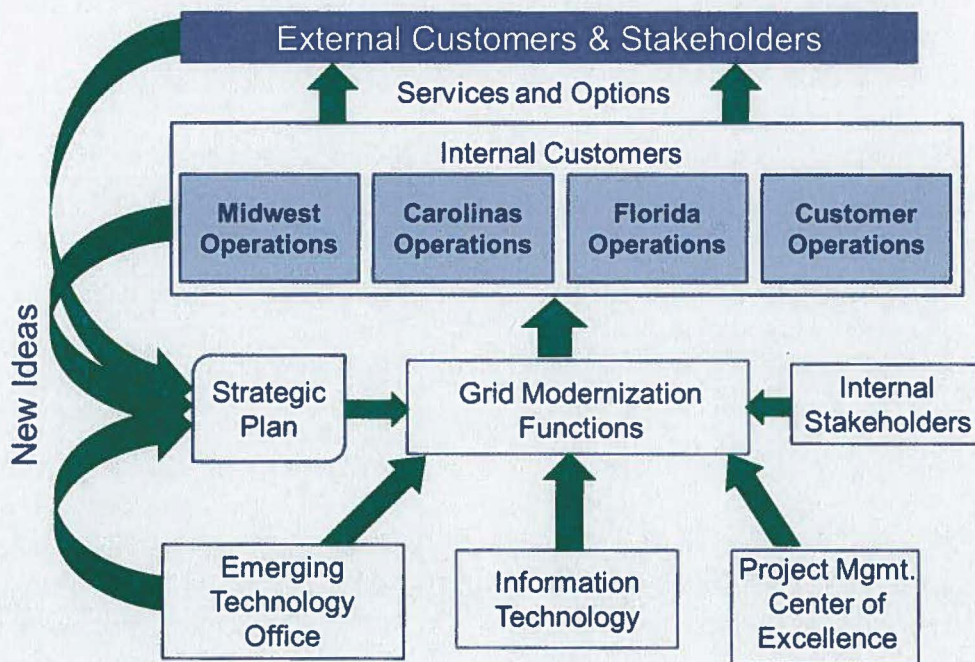 External Customers & Stakeholders
Services and Options
Internal Customers
Midwest
Operations
Carolinas
Operations
Florida
Operations
Customer
Operations
New Ideas
Strategic
Plan
Grid Modernization
Functions
Internal
Stakeholders
Emerging
Technology
Office
Information
Technology
Project Mgmt.
Center of
Excellence